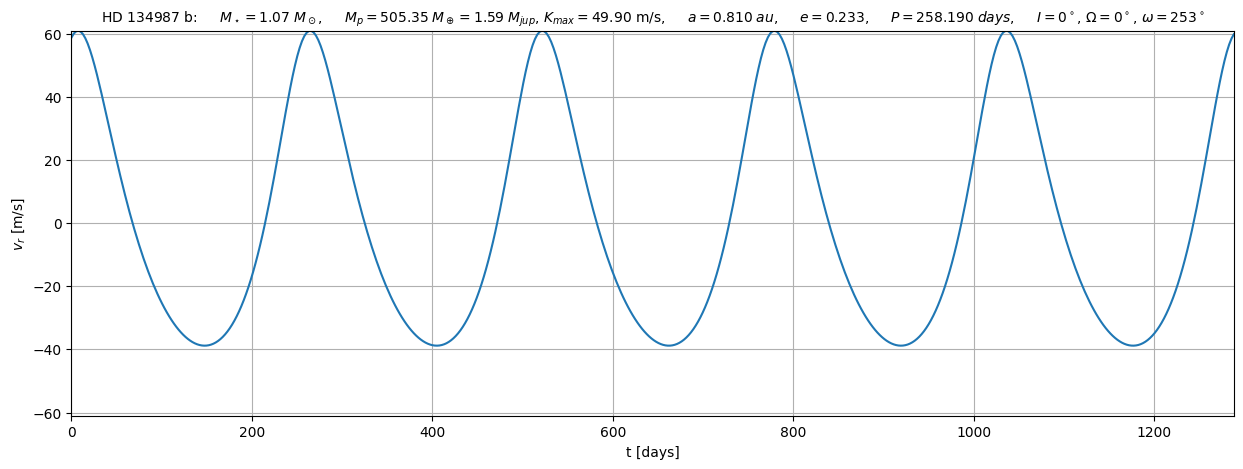 HD 134987 b: M⋆ = 1.07 M⊙, Mₚ = 505.35 M⊕ = 1.59 Mⱼᵤₚ, Kₘₐₓ = 49.90 m/s, a = 0.810 au, e = 0.233, P = 258.190 days, I = 0°, Ω = 0°, ω = 253°
60
40
20
0
−20
−40
−60
vᵣ [m/s]
0 200 400 600 800 1000 1200
t [days]